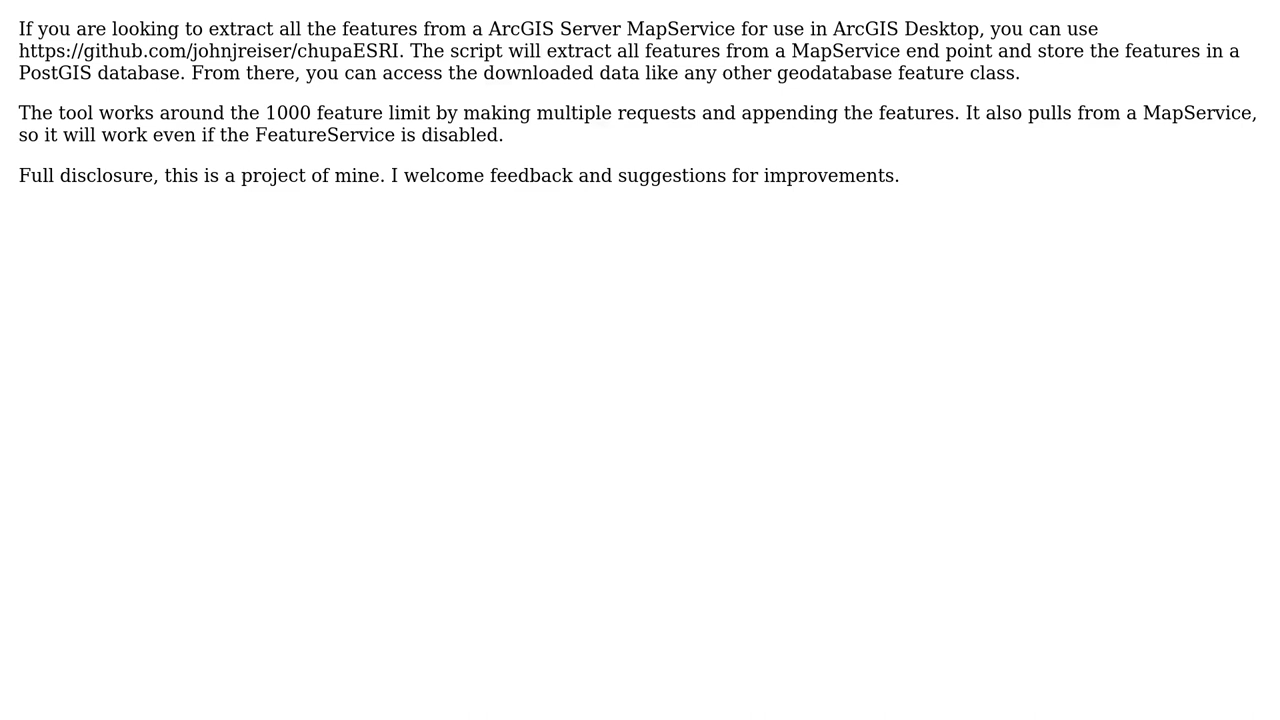 If you are looking to extract all the features from a ArcGIS Server MapService for use in ArcGIS Desktop, you can use
https://github.com/johnjreiser/chupaESRI. The script will extract all features from a MapService end point and store the features in a
PostGIS database. From there, you can access the downloaded data like any other geodatabase feature class.
The tool works around the 1000 feature limit by making multiple requests and appending the features. It also pulls from a MapService,
so it will work even if the FeatureService is disabled.
Full disclosure, this is a project of mine. I welcome feedback and suggestions for improvements.